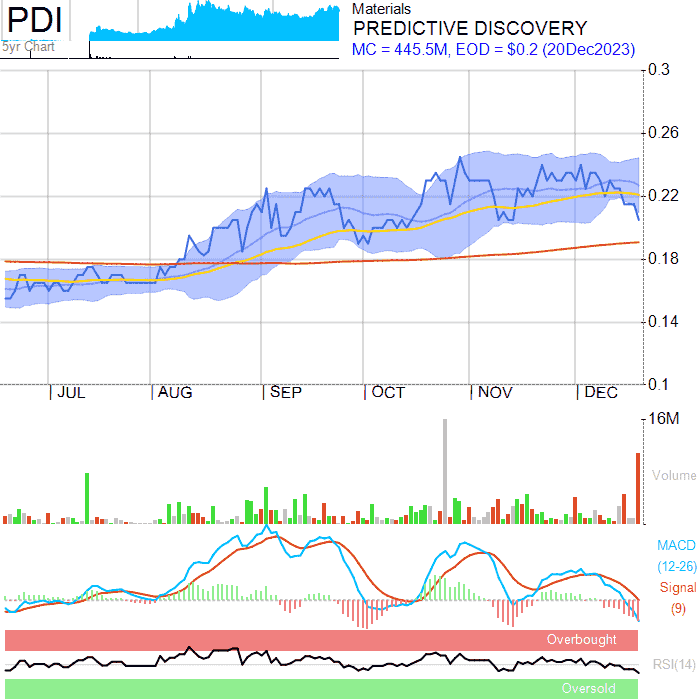 PDI
5yr Chart
Materials
PREDICTIVE DISCOVERY
MC = 445.5M, EOD = $0.2 (20Dec2023)
0.3
0.26
0.22
0.18
0.14
0.1
JUL AUG SEP OCT NOV DEC
16M
Volume
MACD
(12-26)
Signal
(9)
Overbought
RSI(14)
Oversold